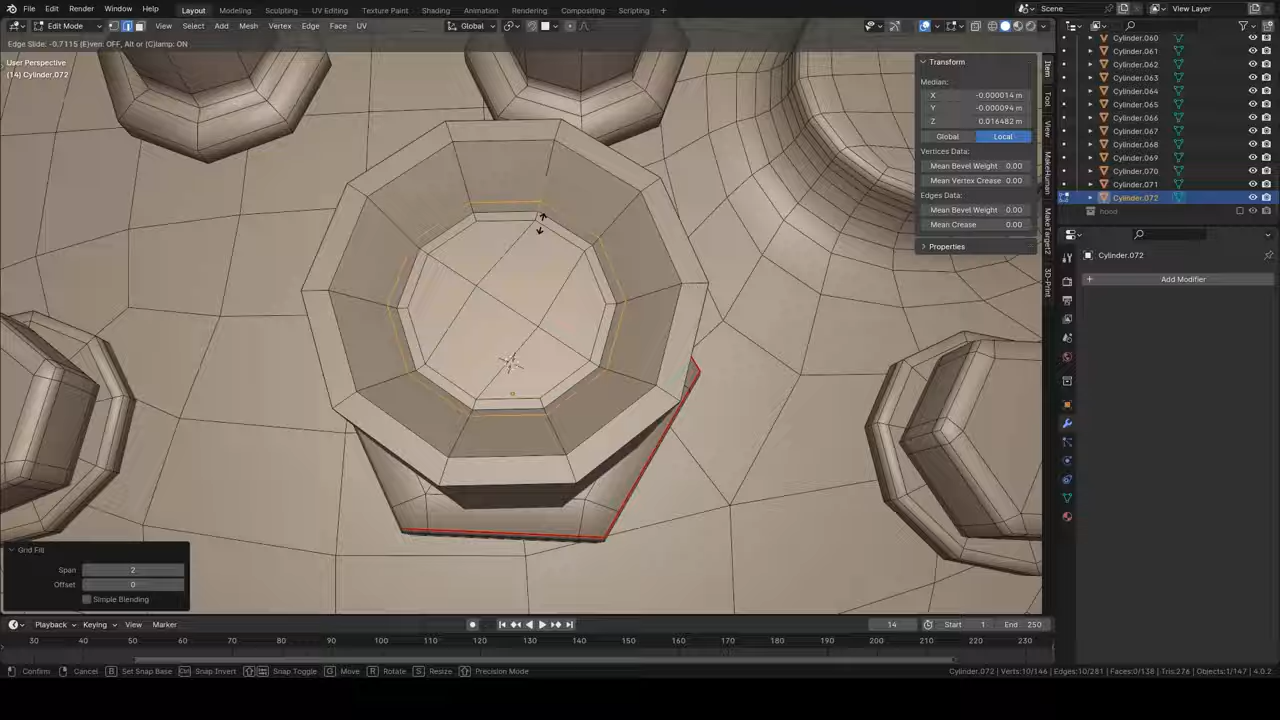 File Edit Render Window Help Layout Modeling Sculpting UV Editing Texture Paint Shading Animation Rendering Compositing Scripting + Scene View Layer
Edit Mode View Select Add Mesh Vertex Edge Face UV Global
Edge Slide: -0.7115 (E)ven: OFF, Alt or (C)lamp: ON
User Perspective
(14) Cylinder.072
Transform
Median:
X -0.000014 m
Y -0.000094 m
Z 0.016482 m
Global Local
Vertices Data:
Mean Bevel Weight 0.00
Mean Vertex Crease 0.00
Edges Data:
Mean Bevel Weight 0.00
Mean Crease 0.00
Properties
Item
Tool
View
MakeHuman
MakeTarget2
3D-Print
Cylinder.060
Cylinder.061
Cylinder.062
Cylinder.063
Cylinder.064
Cylinder.065
Cylinder.066
Cylinder.067
Cylinder.068
Cylinder.069
Cylinder.070
Cylinder.071
Cylinder.072
hood
Cylinder.072
+ Add Modifier
Grid Fill
Span 2
Offset 0
Simple Blending
Playback Keying View Marker 14 Start 1 End 250
30 40 50 60 70 80 90 100 110 120 130 140 150 160 170 180 190 200 210 220 230
Confirm Cancel B Set Snap Base Ctrl Snap Invert Snap Toggle G Move R Rotate S Resize Precision Mode Cylinder.072 | Verts:10/146 | Edges:10/281 | Faces:0/138 | Tris:276 | Objects:1/147 | 4.0.2